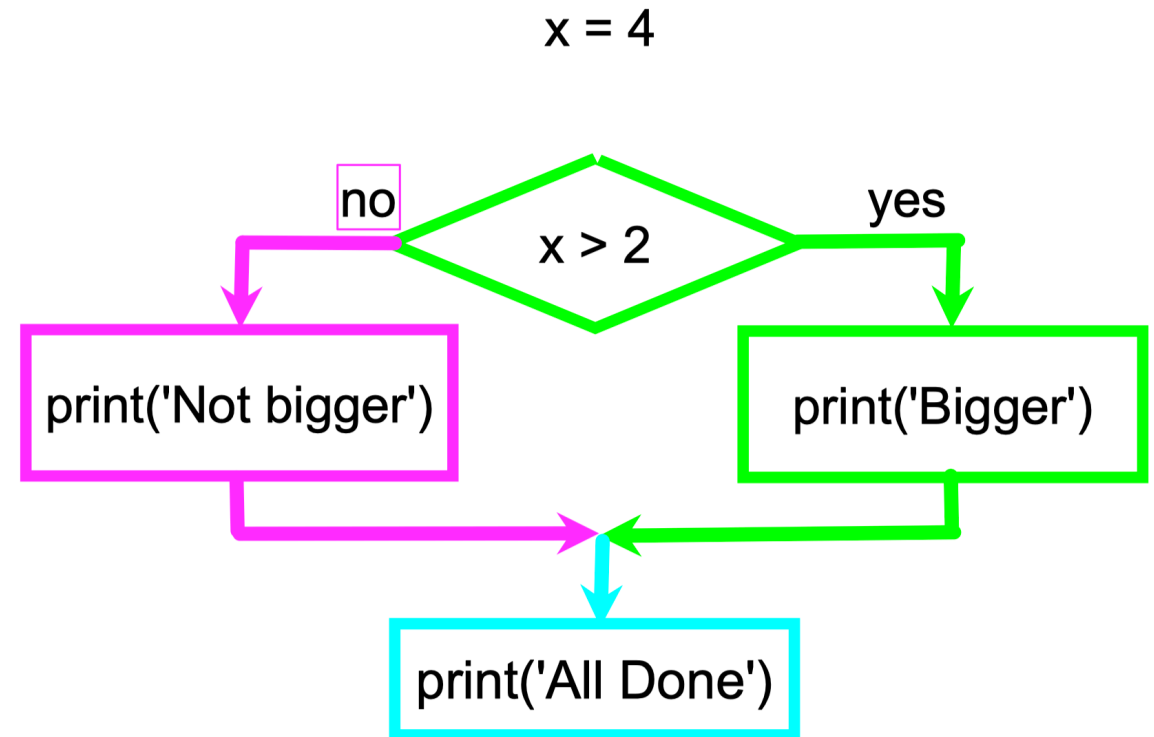 x = 4
no
yes
x > 2
print('Not bigger')
print('Bigger')
print('All Done')